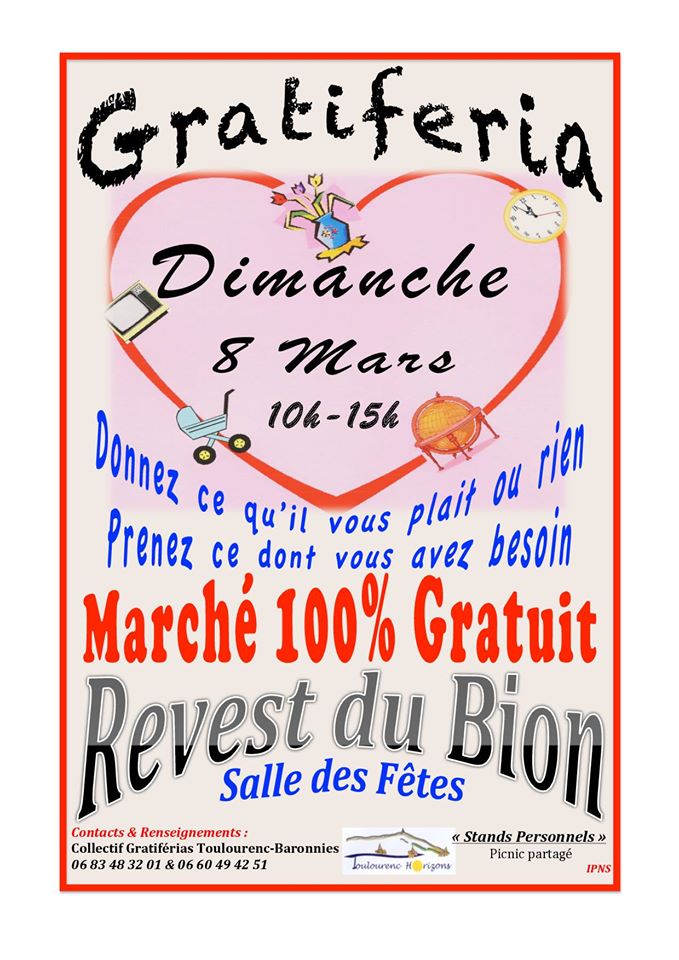 Gratiferia
Dimanche
8 Mars
10h-15h
Donnez ce qu'il vous plait ou rien
Prenez ce dont vous avez besoin
Marché 100% Gratuit
Revest du Bion
Salle des Fêtes
Contacts & Renseignements :
Collectif Gratiférias Toulourenc-Baronnies
06 83 48 32 01 & 06 60 49 42 51
Toulourenc Horizons
« Stands Personnels »
Picnic partagé
IPNS